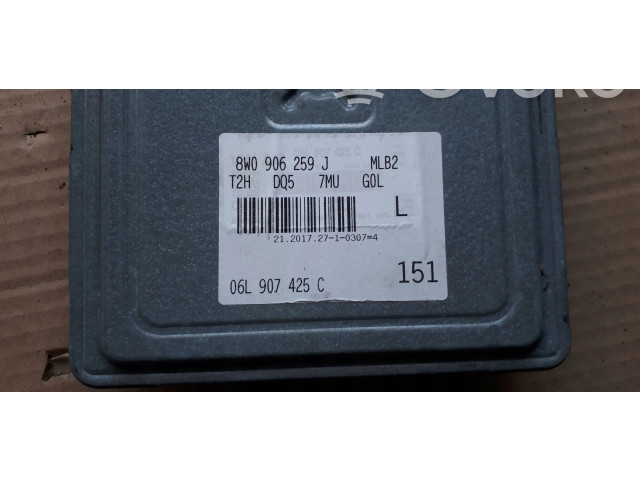 8W0 906 259 J MLB2
T2H DQ5 7MU G0L
L
21.2017.27-1-0307=4
06L 907 425 C 151